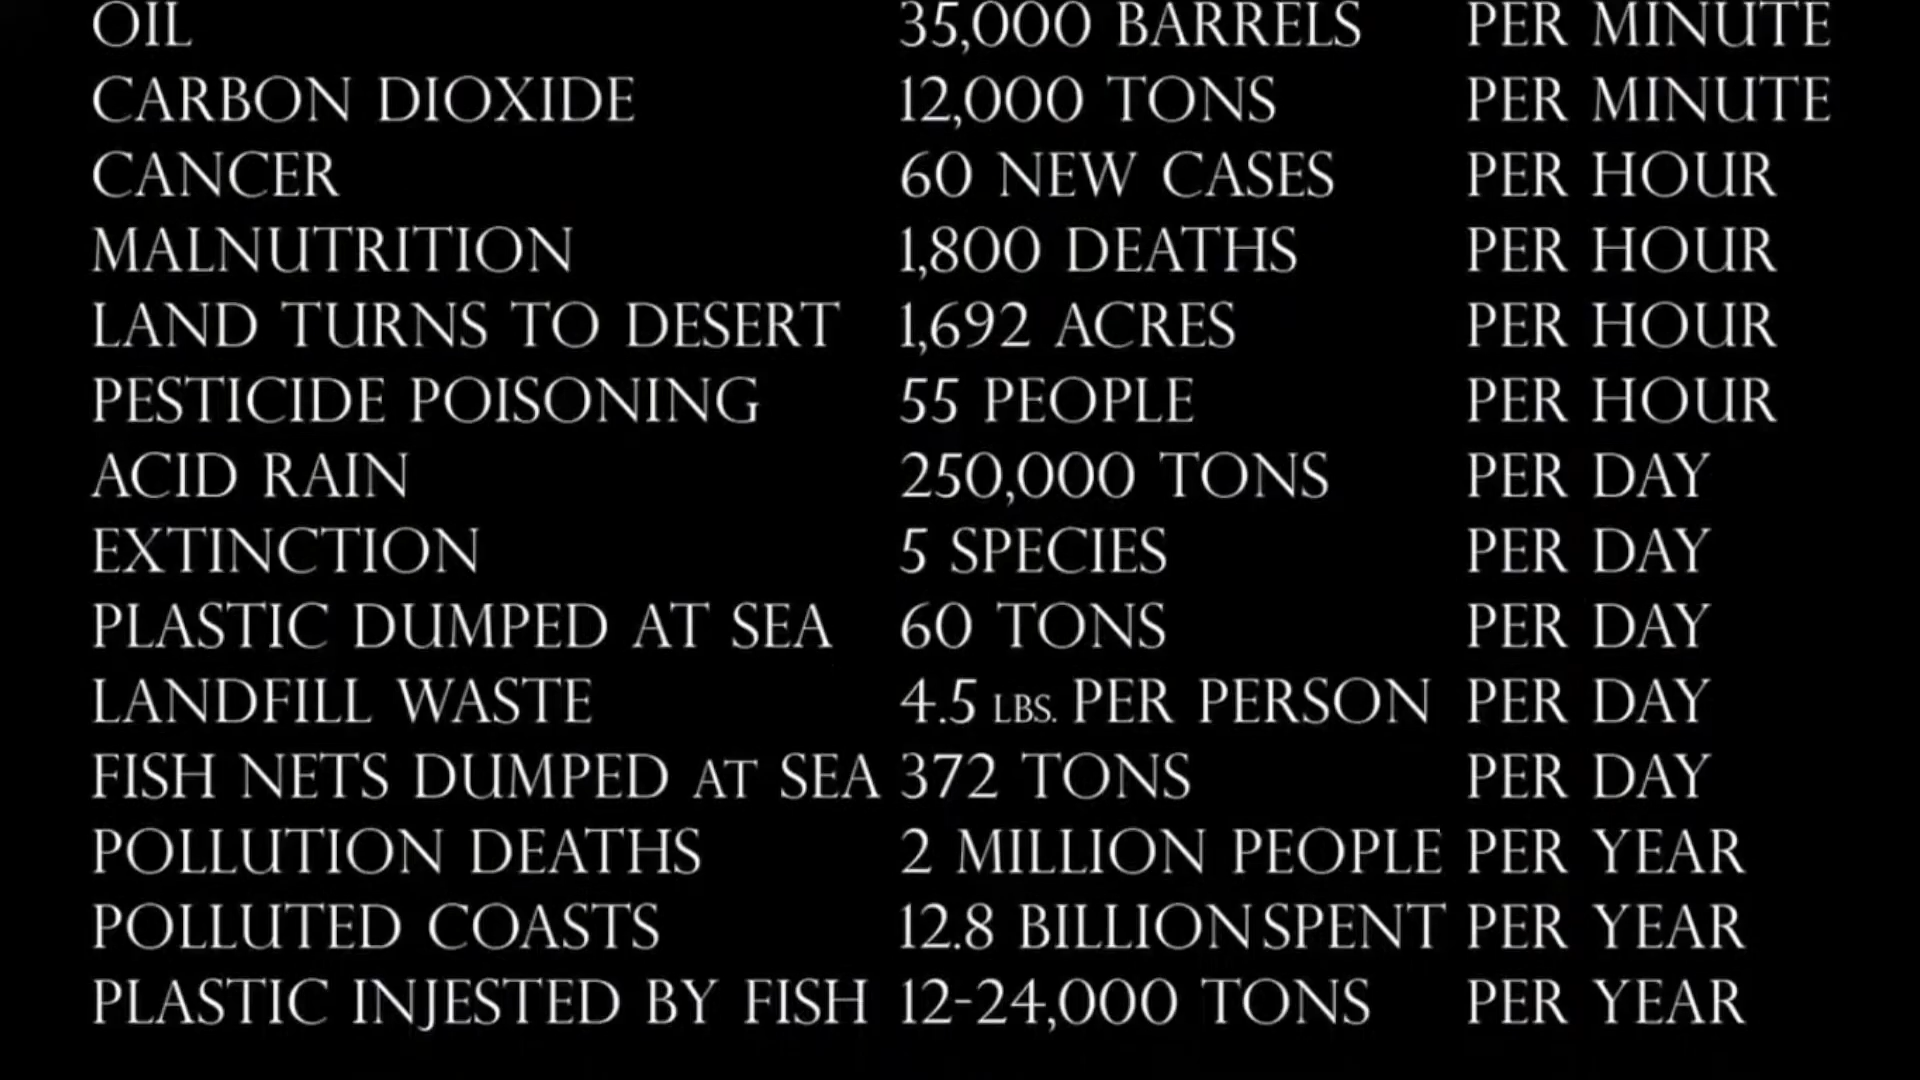 OIL 35,000 BARRELS PER MINUTE
CARBON DIOXIDE 12,000 TONS PER MINUTE
CANCER 60 NEW CASES PER HOUR
MALNUTRITION 1,800 DEATHS PER HOUR
LAND TURNS TO DESERT 1,692 ACRES PER HOUR
PESTICIDE POISONING 55 PEOPLE PER HOUR
ACID RAIN 250,000 TONS PER DAY
EXTINCTION 5 SPECIES PER DAY
PLASTIC DUMPED AT SEA 60 TONS PER DAY
LANDFILL WASTE 4.5 LBS. PER PERSON PER DAY
FISH NETS DUMPED AT SEA 372 TONS PER DAY
POLLUTION DEATHS 2 MILLION PEOPLE PER YEAR
POLLUTED COASTS 12.8 BILLION SPENT PER YEAR
PLASTIC INJESTED BY FISH 12-24,000 TONS PER YEAR